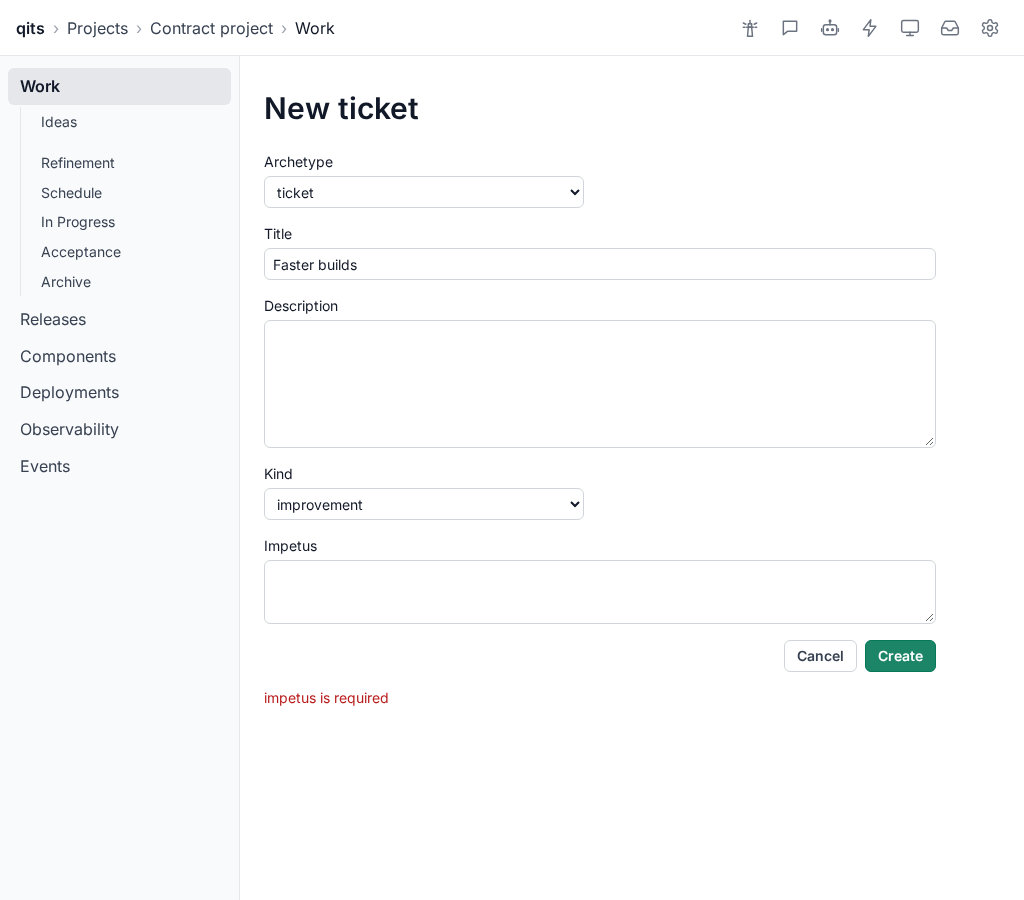 qits › Projects › Contract project › Work
Work
Ideas
Refinement
Schedule
In Progress
Acceptance
Archive
Releases
Components
Deployments
Observability
Events
New ticket
Archetype
ticket
Title
Faster builds
Description
Kind
improvement
Impetus
Cancel Create
impetus is required